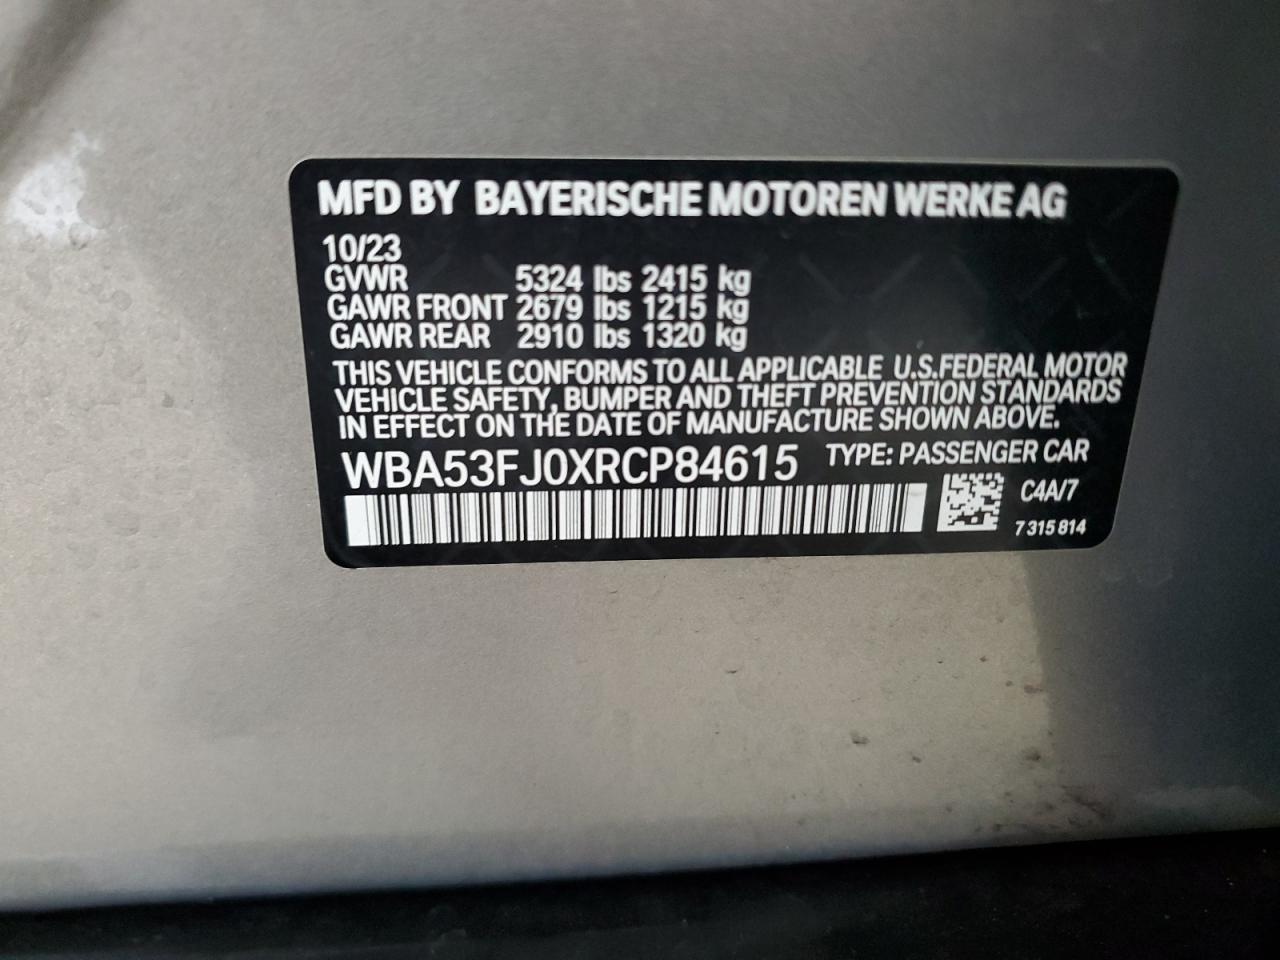 MFD BY BAYERISCHE MOTOREN WERKE AG
10/23
GVWR 5324 lbs 2415 kg
GAWR FRONT 2679 lbs 1215 kg
GAWR REAR 2910 lbs 1320 kg
THIS VEHICLE CONFORMS TO ALL APPLICABLE U.S.FEDERAL MOTOR
VEHICLE SAFETY, BUMPER AND THEFT PREVENTION STANDARDS
IN EFFECT ON THE DATE OF MANUFACTURE SHOWN ABOVE.
WBA53FJ0XRCP84615 TYPE: PASSENGER CAR
C4A/7
7 315 814